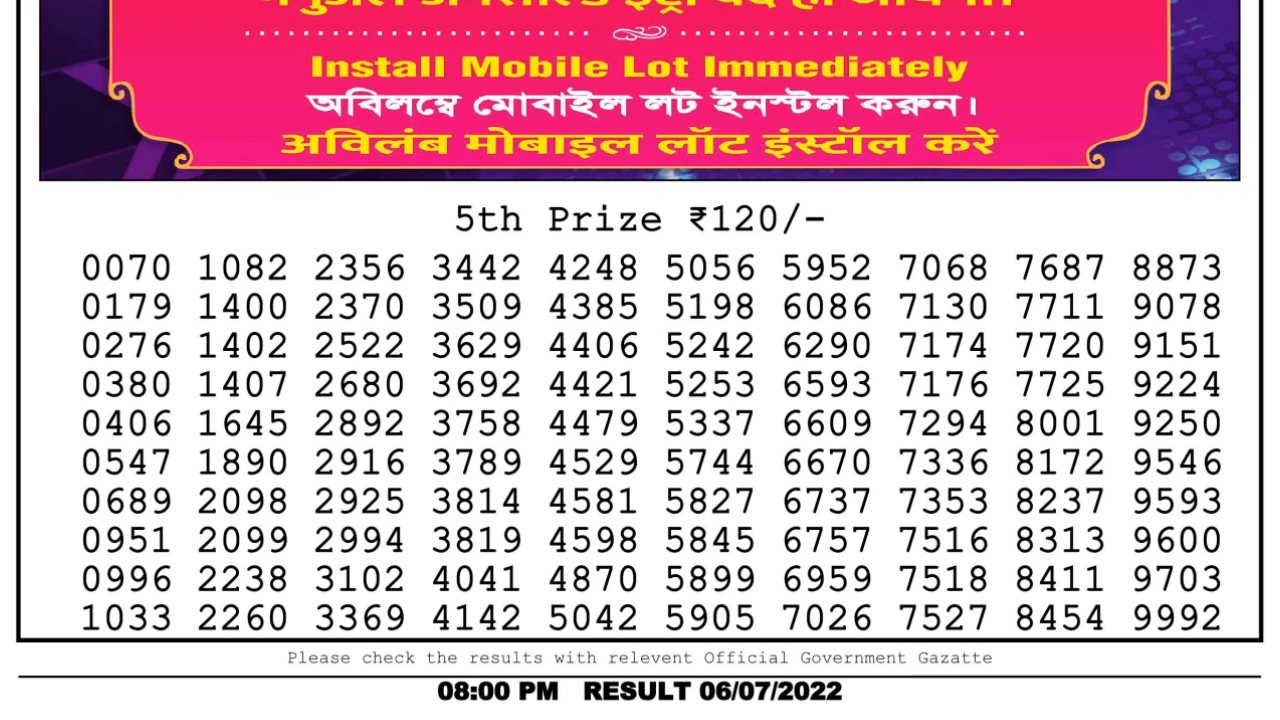 Install Mobile Lot Immediately
অবিলম্বে মোবাইল লট ইনস্টল করুন।
अविलंब मोबाइल लॉट इंस्टॉल करें
5th Prize ₹120/-
0070 1082 2356 3442 4248 5056 5952 7068 7687 8873
0179 1400 2370 3509 4385 5198 6086 7130 7711 9078
0276 1402 2522 3629 4406 5242 6290 7174 7720 9151
0380 1407 2680 3692 4421 5253 6593 7176 7725 9224
0406 1645 2892 3758 4479 5337 6609 7294 8001 9250
0547 1890 2916 3789 4529 5744 6670 7336 8172 9546
0689 2098 2925 3814 4581 5827 6737 7353 8237 9593
0951 2099 2994 3819 4598 5845 6757 7516 8313 9600
0996 2238 3102 4041 4870 5899 6959 7518 8411 9703
1033 2260 3369 4142 5042 5905 7026 7527 8454 9992
Please check the results with relevent Official Government Gazatte
08:00 PM RESULT 06/07/2022